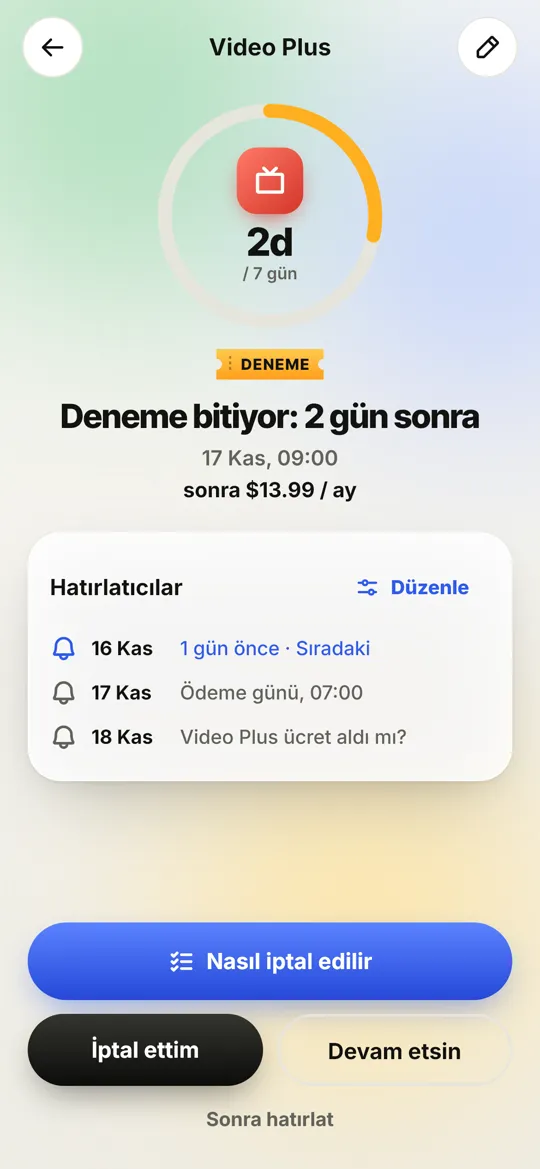 Video Plus
2d
/ 7 gün
DENEME
Deneme bitiyor: 2 gün sonra
17 Kas, 09:00
sonra $13.99 / ay
Hatırlatıcılar
Düzenle
16 Kas 1 gün önce · Sıradaki
17 Kas Ödeme günü, 07:00
18 Kas Video Plus ücret aldı mı?
Nasıl iptal edilir
İptal ettim
Devam etsin
Sonra hatırlat